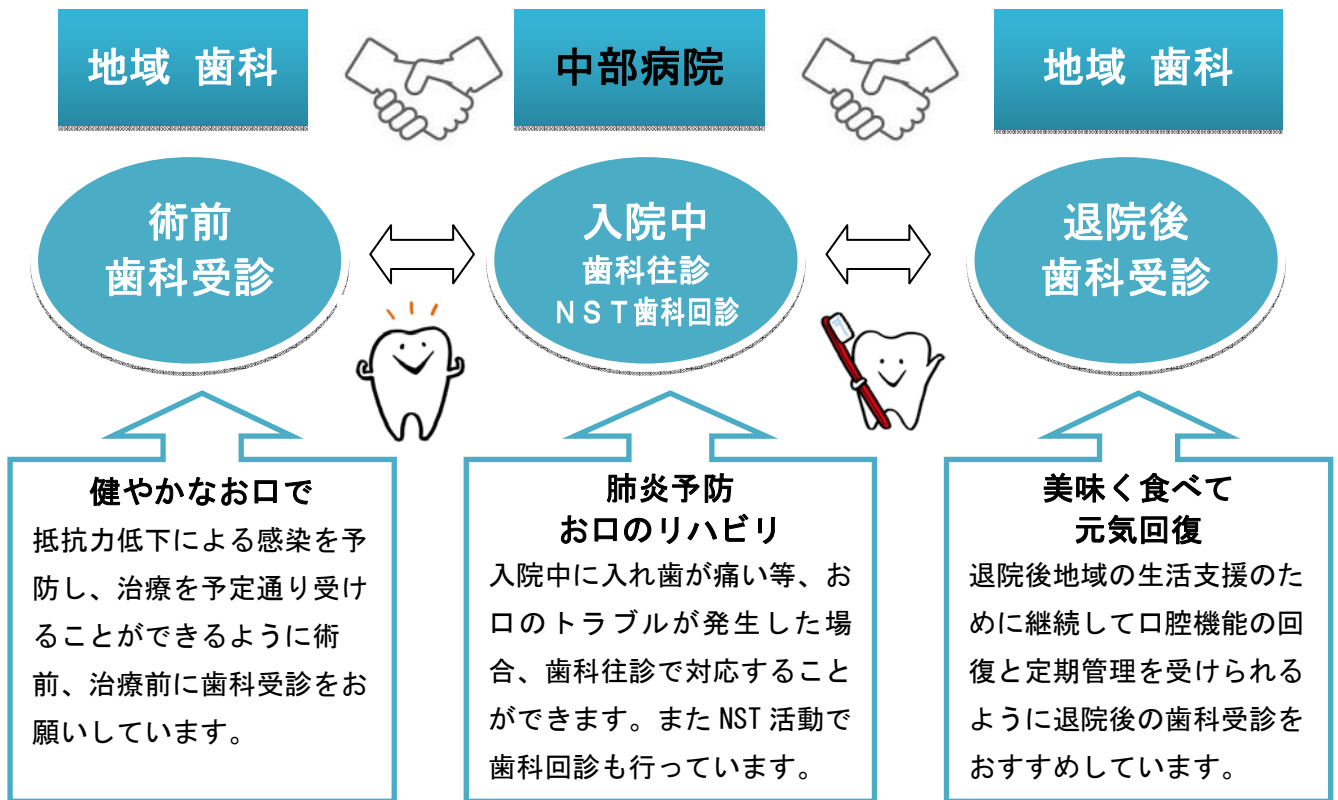 地域 歯科
中部病院
地域 歯科
術前
歯科受診
入院中
歯科往診
ＮＳＴ歯科回診
退院後
歯科受診
健やかなお口で
抵抗力低下による感染を予
防し、治療を予定通り受け
ることができるように術
前、治療前に歯科受診をお
願いしています。
肺炎予防
お口のリハビリ
入院中に入れ歯が痛い等、お
口のトラブルが発生した場
合、歯科往診で対応すること
ができます。また NST 活動で
歯科回診も行っています。
美味く食べて
元気回復
退院後地域の生活支援のた
めに継続して口腔機能の回
復と定期管理を受けられる
ように退院後の歯科受診を
おすすめしています。